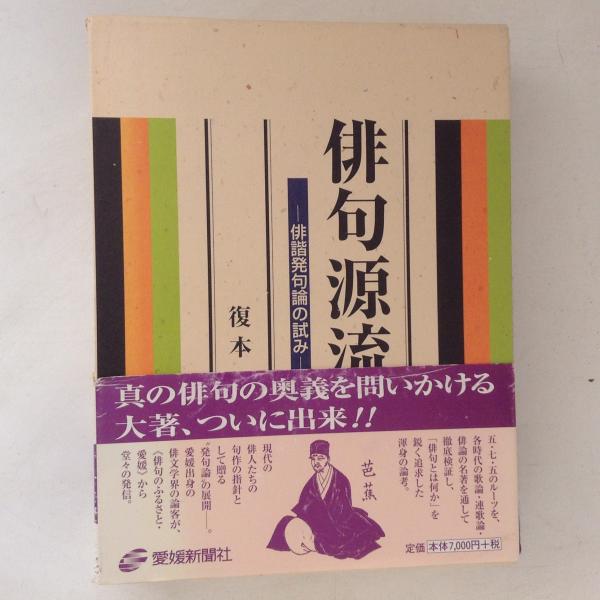 俳句源流
―俳諧発句論の試み―
復本
真の俳句の奥義を問いかける
大著、ついに出来!!
五・七・五のルーツを、
各時代の歌論・連歌論・
俳論の名著を通して
徹底検証し、
「俳句とは何か」を
鋭く追求した
渾身の論考。
芭蕉
現代の
俳人たちの
句作の指針と
して贈る
“発句論”の展開――。
愛媛出身の
俳文学界の論客が、
《俳句のふるさと・
愛媛》から
堂々の発信。
愛媛新聞社
定価 本体7,000円+税